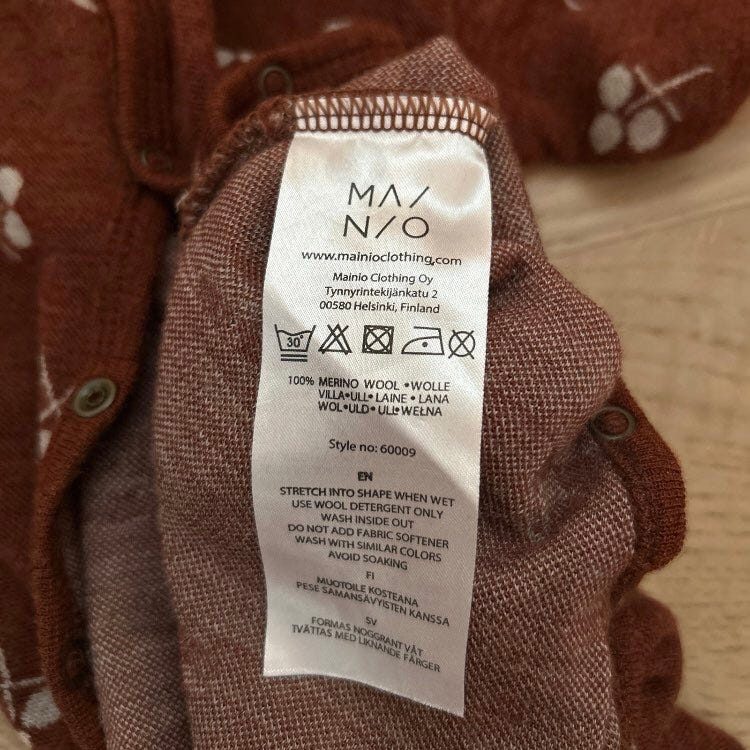 MAI
NIO
www.mainioclothing.com
Mainio Clothing Oy
Tynnyrintekijänkatu 2
00580 Helsinki, Finland
30°
100% MERINO WOOL •WOLLE
VILLA•ULL• LAINE • LANA
WOL•ULD• ULL•WEŁNA
Style no: 60009
EN
STRETCH INTO SHAPE WHEN WET
USE WOOL DETERGENT ONLY
WASH INSIDE OUT
DO NOT ADD FABRIC SOFTENER
WASH WITH SIMILAR COLORS
AVOID SOAKING
FI
MUOTOILE KOSTEANA
PESE SAMANSÄVYISTEN KANSSA
SV
FORMAS NOGGRANT VÅT
TVÄTTAS MED LIKNANDE FÄRGER